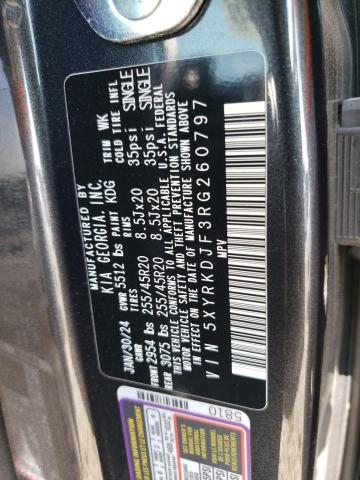 MANUFACTURED BY
KIA GEORGIA, INC.
JAN/30/24 GVWR 5512 lbs PAINT KDG TRIM WK
GAWR TIRES RIMS COLD TIRE INFL
FRONT 2954 lbs 255/45R20 8.5Jx20 35psi SINGLE
REAR 3075 lbs 255/45R20 8.5Jx20 35psi SINGLE
THIS VEHICLE CONFORMS TO ALL APPLICABLE U.S.A. FEDERAL
MOTOR VEHICLE SAFETY AND THEFT PREVENTION STANDARDS
IN EFFECT ON THE DATE OF MANUFACTURE SHOWN ABOVE
VIN 5XYRKDJF3RG260797
MPV
5810